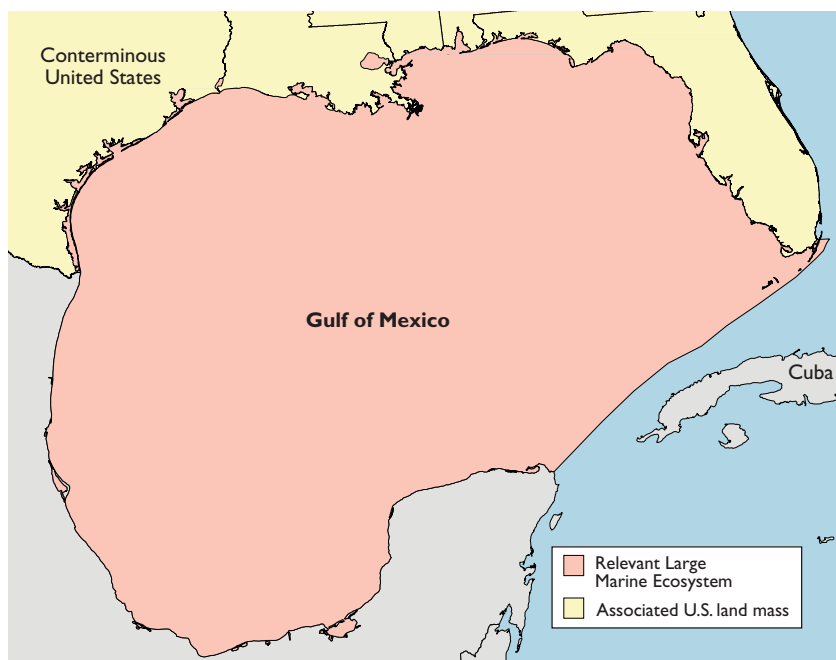 Conterminous
United States
Gulf of Mexico
Cuba
Relevant Large
Marine Ecosystem
Associated U.S. land mass